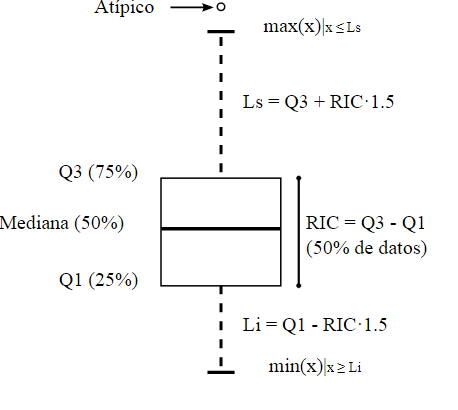 Atípico
max(x)|x ≤ Ls
Ls = Q3 + RIC·1.5
Q3 (75%)
Mediana (50%)
RIC = Q3 - Q1
(50% de datos)
Q1 (25%)
Li = Q1 - RIC·1.5
min(x)|x ≥ Li